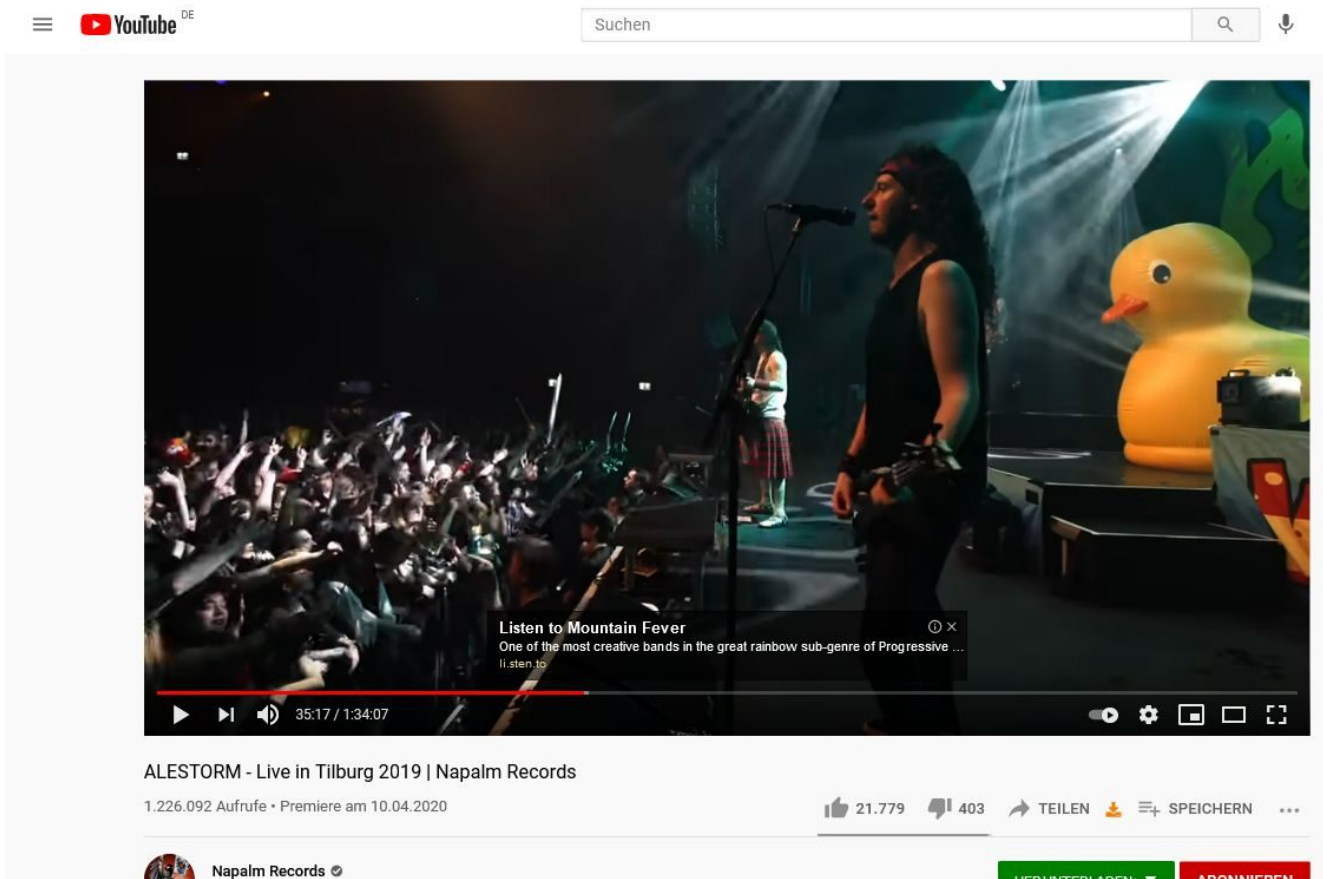 YouTube DE
Suchen
Listen to Mountain Fever
One of the most creative bands in the great rainbow sub-genre of Progressive ...
li.sten.to
35:17 / 1:34:07
ALESTORM - Live in Tilburg 2019 | Napalm Records
1.226.092 Aufrufe • Premiere am 10.04.2020
21.779 403 TEILEN SPEICHERN
Napalm Records
HERUNTERLADEN: ABONNIEREN